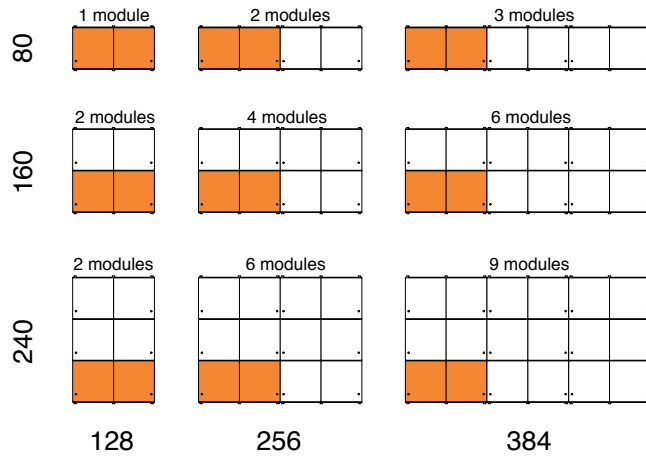 1 module 2 modules 3 modules
80
2 modules 4 modules 6 modules
160
2 modules 6 modules 9 modules
240
128 256 384